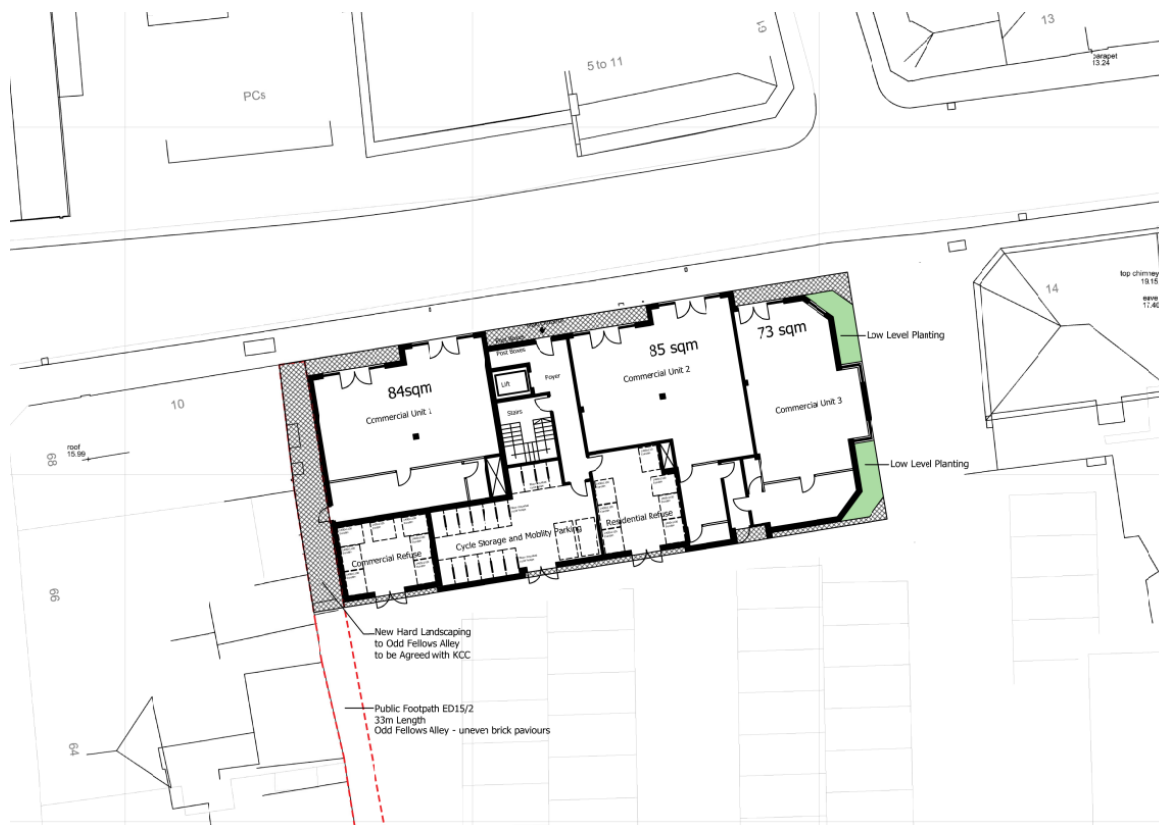 PCs
5 to 11
61
13
parapet
13.24
14
top chimney
19.15
eave
17.40
10
roof
15.99
68
66
64
84sqm
Commercial Unit 1
Post Boxes
Lift
Foyer
Stairs
85 sqm
Commercial Unit 2
73 sqm
Commercial Unit 3
Low Level Planting
Low Level Planting
Commercial Refuse
Cycle Storage and Moblity Parking
Residential Refuse
New Hard Landscaping
to Odd Fellows Alley
to be Agreed with KCC
Public Footpath ED15/2
33m Length
Odd Fellows Alley - uneven brick paviours